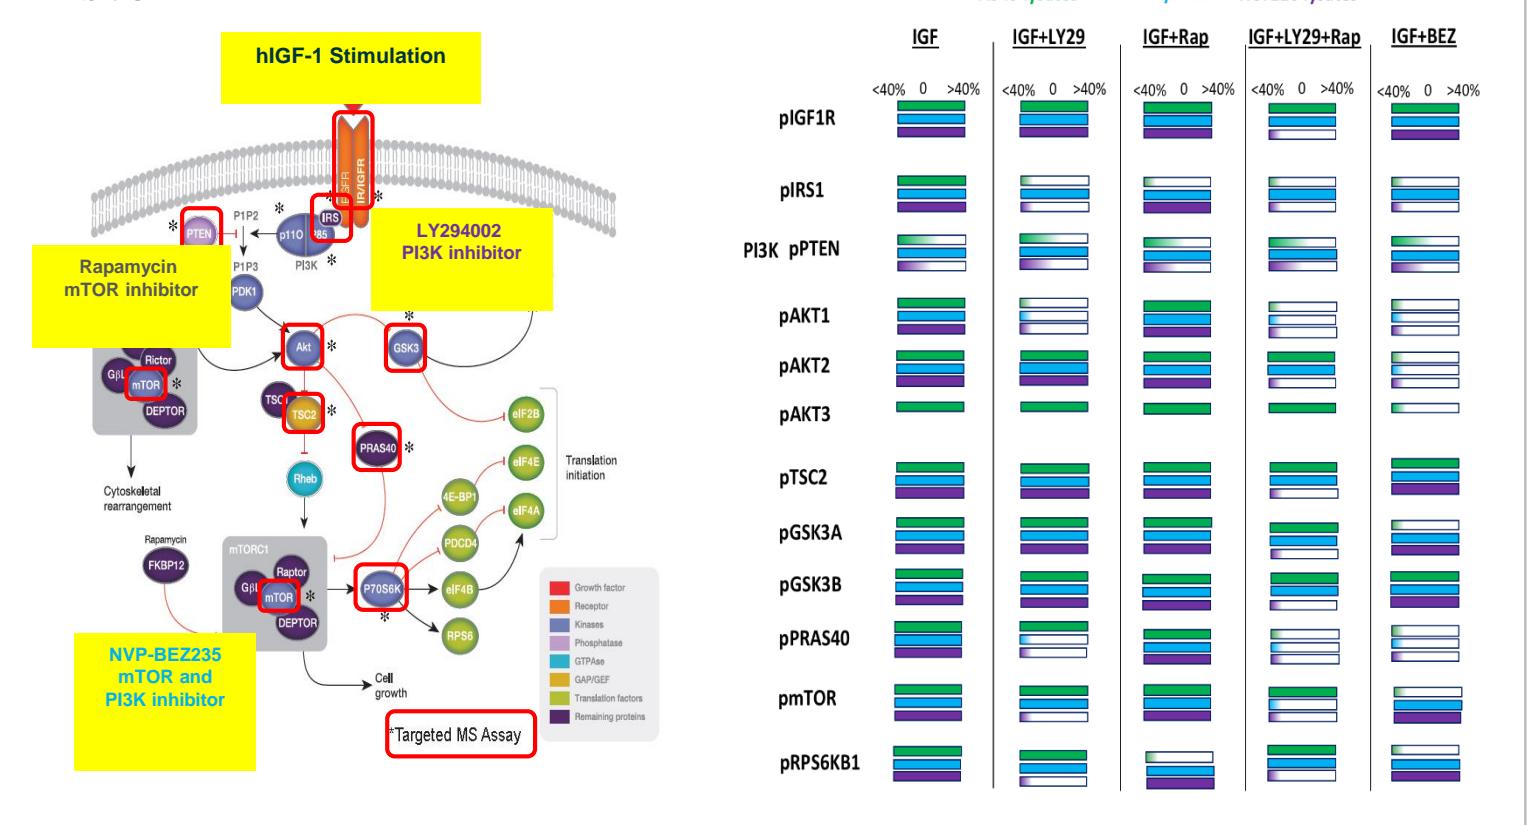 hIGF-1 Stimulation
IGFR
IR/IGFR
IRS
P1P2
PTEN
p110
P85
PI3K
P1P3
PDK1
LY294002
PI3K inhibitor
Rapamycin
mTOR inhibitor
Akt
GSK3
Rictor
GβL
mTOR
DEPTOR
TSC2
PRAS40
eIF2B
eIF4E
eIF4A
Translation
initiation
Rheb
Cytoskeletal
rearrangement
4E-BP1
PDCD4
eIF4B
RPS6
Rapamycin
FKBP12
mTORC1
Raptor
GβL
mTOR
DEPTOR
P70S6K
NVP-BEZ235
mTOR and
PI3K inhibitor
Cell
growth
*Targeted MS Assay
Growth factor
Receptor
Kinases
Phosphatase
GTPAse
GAP/GEF
Translation factors
Remaining proteins
IGF IGF+LY29 IGF+Rap IGF+LY29+Rap IGF+BEZ
<40% 0 >40% <40% 0 >40% <40% 0 >40% <40% 0 >40% <40% 0 >40%
pIGF1R
pIRS1
PI3K pPTEN
pAKT1
pAKT2
pAKT3
pTSC2
pGSK3A
pGSK3B
pPRAS40
pmTOR
pRPS6KB1